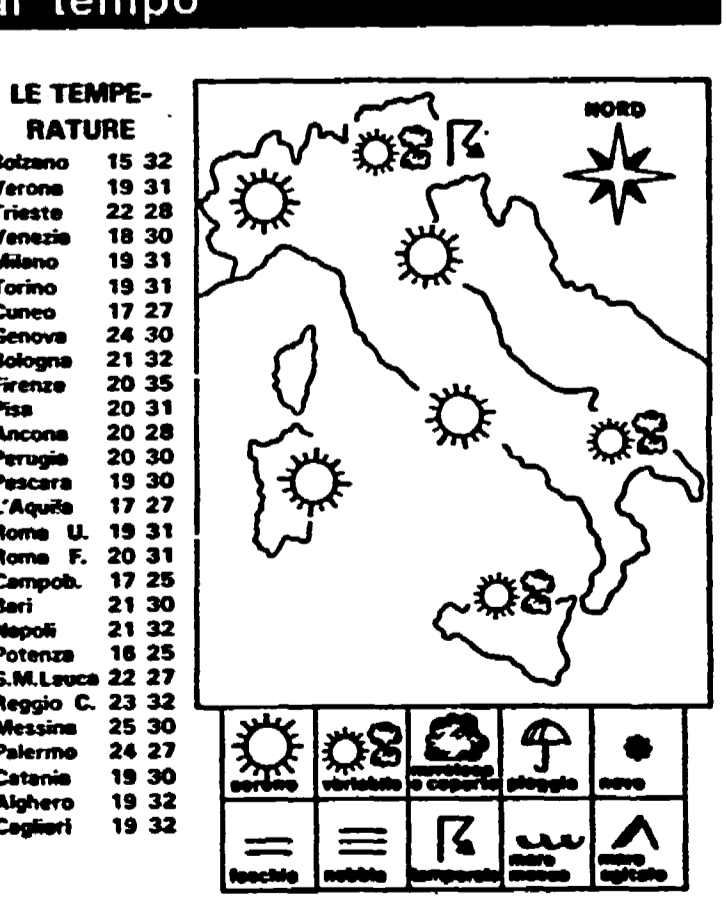 al tempo
LE TEMPE-
RATURE
Bolzano 15 32
Verona 19 31
Trieste 22 28
Venezia 18 30
Milano 19 31
Torino 19 31
Cuneo 17 27
Genova 24 30
Bologna 21 32
Firenze 20 35
Pisa 20 31
Ancona 20 28
Perugia 20 30
Pescara 19 30
L'Aquila 17 27
Roma U. 19 31
Roma F. 20 31
Campob. 17 25
Bari 21 30
Napoli 21 32
Potenza 16 25
S.M.Leuca 22 27
Reggio C. 23 32
Messina 25 30
Palermo 24 27
Catania 19 30
Alghero 19 32
Cagliari 19 32
NORD
sereno variabile nuvoloso o coperto pioggia neve
foschia nebbia temporale mare mosso mare agitato